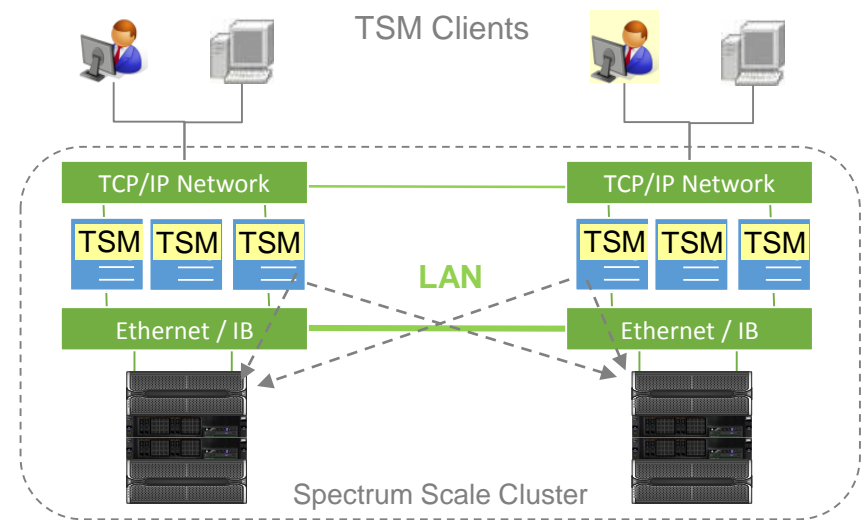 TSM Clients
TCP/IP Network
TCP/IP Network
TSM TSM TSM
TSM TSM TSM
LAN
Ethernet / IB
Ethernet / IB
Spectrum Scale Cluster